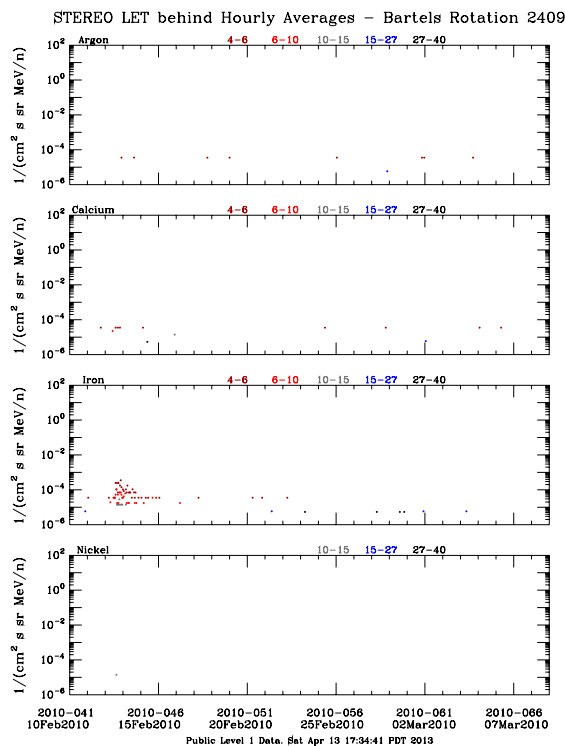 STEREO LET behind Hourly Averages - Bartels Rotation 2409
Argon 4-6 6-10 10-15 15-27 27-40
10^2
10^0
10^-2
10^-4
10^-6
1/(cm^2 s sr MeV/n)
Calcium 4-6 6-10 10-15 15-27 27-40
10^2
10^0
10^-2
10^-4
10^-6
1/(cm^2 s sr MeV/n)
Iron 4-6 6-10 10-15 15-27 27-40
10^2
10^0
10^-2
10^-4
10^-6
1/(cm^2 s sr MeV/n)
Nickel 10-15 15-27 27-40
10^2
10^0
10^-2
10^-4
10^-6
1/(cm^2 s sr MeV/n)
2010-041 2010-046 2010-051 2010-056 2010-061 2010-066
10Feb2010 15Feb2010 20Feb2010 25Feb2010 02Mar2010 07Mar2010
Public Level 1 Data. Sat Apr 13 17:34:41 PDT 2013